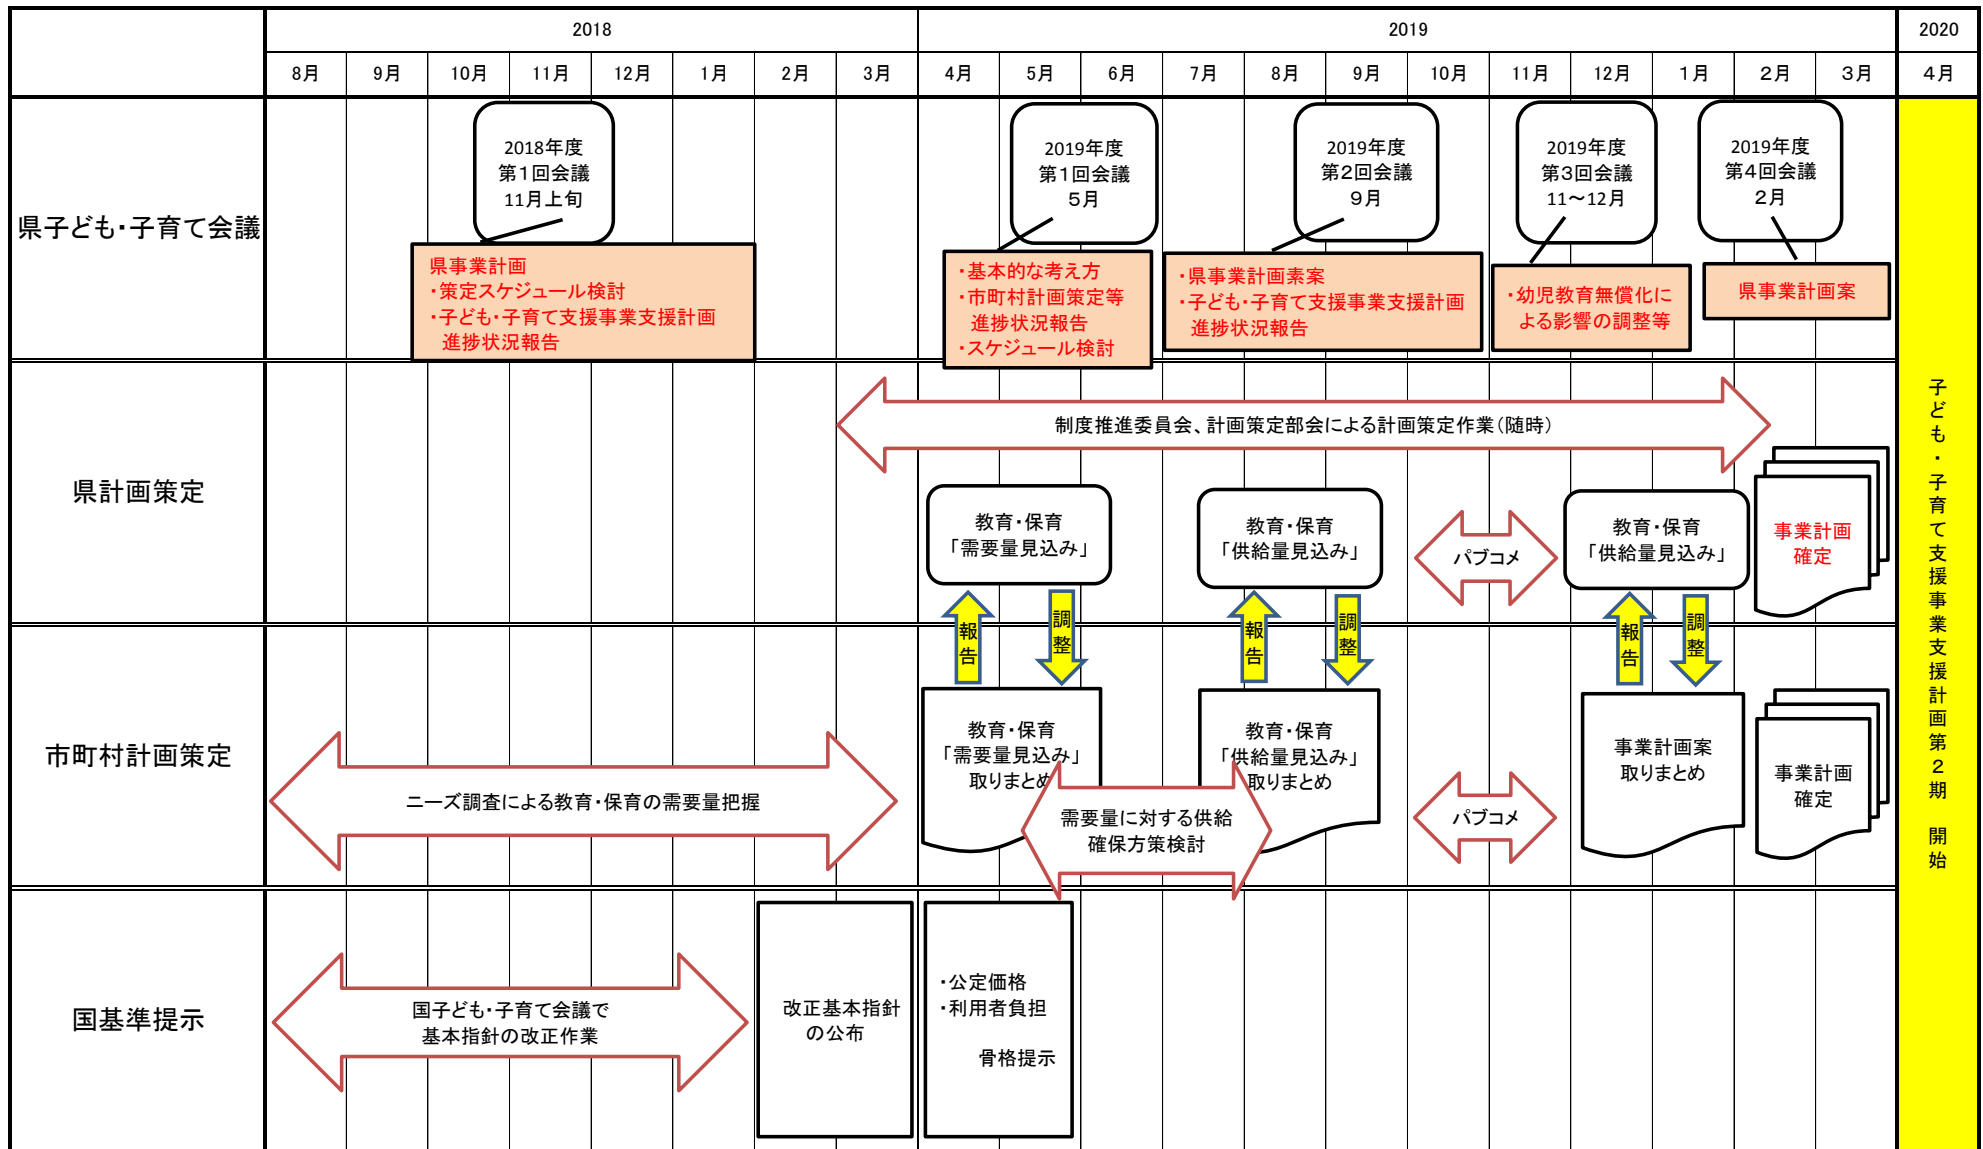 2018
2019
2020
8月
9月
10月
11月
12月
1月
2月
3月
4月
5月
6月
7月
8月
9月
10月
11月
12月
1月
2月
3月
4月
県子ども・子育て会議
2018年度
第1回会議
11月上旬
県事業計画
・策定スケジュール検討
・子ども・子育て支援事業支援計画
進捗状況報告
2019年度
第1回会議
5月
・基本的な考え方
・市町村計画策定等
進捗状況報告
・スケジュール検討
2019年度
第2回会議
9月
・県事業計画素案
・子ども・子育て支援事業支援計画
進捗状況報告
2019年度
第3回会議
11～12月
・幼児教育無償化に
よる影響の調整等
2019年度
第4回会議
2月
県事業計画案
県計画策定
制度推進委員会、計画策定部会による計画策定作業（随時）
教育・保育
「需要量見込み」
教育・保育
「供給量見込み」
パブコメ
教育・保育
「供給量見込み」
事業計画
確定
報告
調整
報告
調整
報告
調整
市町村計画策定
ニーズ調査による教育・保育の需要量把握
教育・保育
「需要量見込み」
取りまとめ
需要量に対する供給
確保方策検討
教育・保育
「供給量見込み」
取りまとめ
パブコメ
事業計画案
取りまとめ
事業計画
確定
国基準提示
国子ども・子育て会議で
基本指針の改正作業
改正基本指針
の公布
・公定価格
・利用者負担
骨格提示
子ども・子育て支援事業支援計画第2期　開始